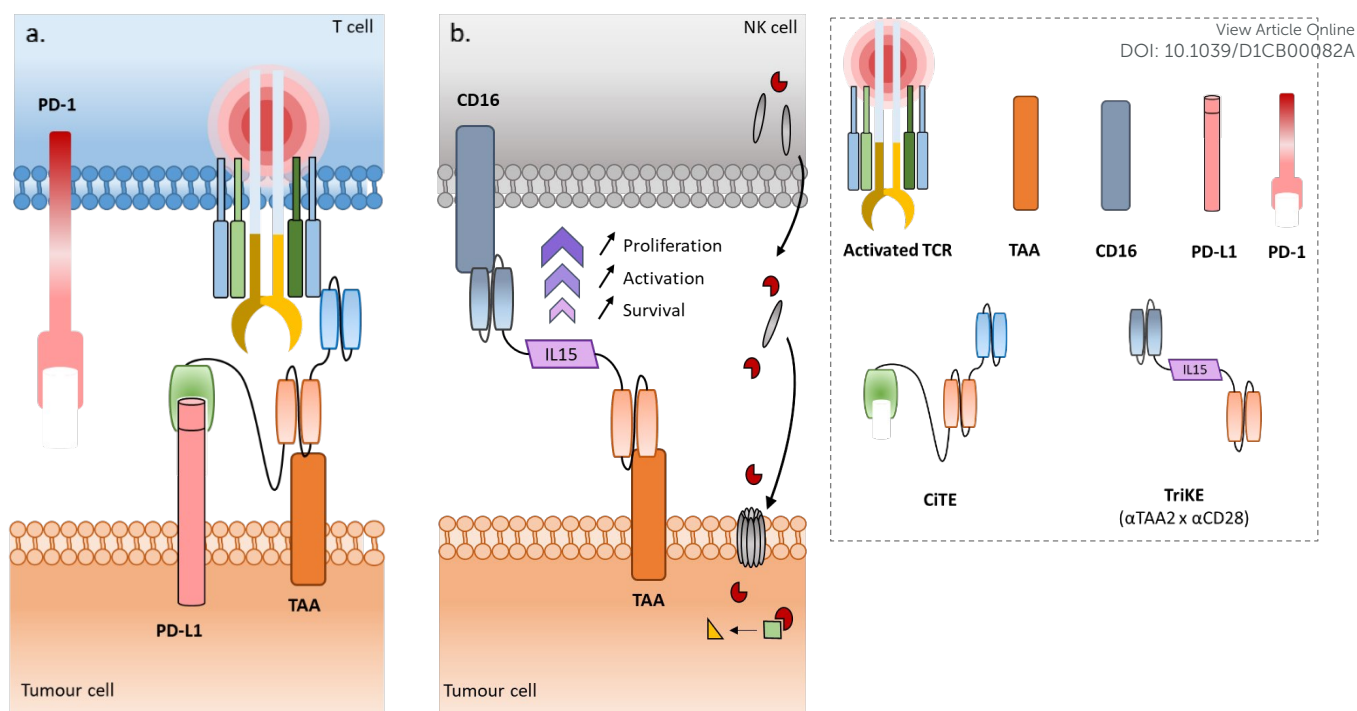 a.
T cell
PD-1
PD-L1
TAA
Tumour cell
b.
NK cell
CD16
Proliferation
Activation
Survival
IL15
TAA
Tumour cell
View Article Online
DOI: 10.1039/D1CB00082A
Activated TCR
TAA
CD16
PD-L1
PD-1
IL15
CiTE
TriKE
(αTAA2 x αCD28)